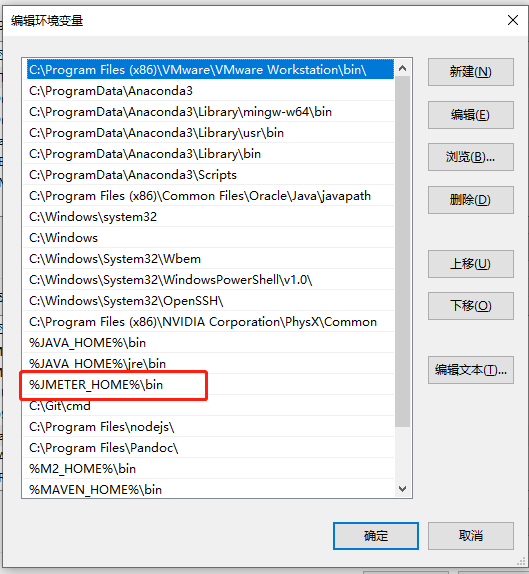 编辑环境变量
C:\Program Files (x86)\VMware\VMware Workstation\bin\
C:\ProgramData\Anaconda3
C:\ProgramData\Anaconda3\Library\mingw-w64\bin
C:\ProgramData\Anaconda3\Library\usr\bin
C:\ProgramData\Anaconda3\Library\bin
C:\ProgramData\Anaconda3\Scripts
C:\Program Files (x86)\Common Files\Oracle\Java\javapath
C:\Windows\system32
C:\Windows
C:\Windows\System32\Wbem
C:\Windows\System32\WindowsPowerShell\v1.0\
C:\Windows\System32\OpenSSH\
C:\Program Files (x86)\NVIDIA Corporation\PhysX\Common
%JAVA_HOME%\bin
%JAVA_HOME%\jre\bin
%JMETER_HOME%\bin
C:\Git\cmd
C:\Program Files\nodejs\
C:\Program Files\Pandoc\
%M2_HOME%\bin
%MAVEN_HOME%\bin
新建(N)
编辑(E)
浏览(B)...
删除(D)
上移(U)
下移(O)
编辑文本(T)...
确定
取消